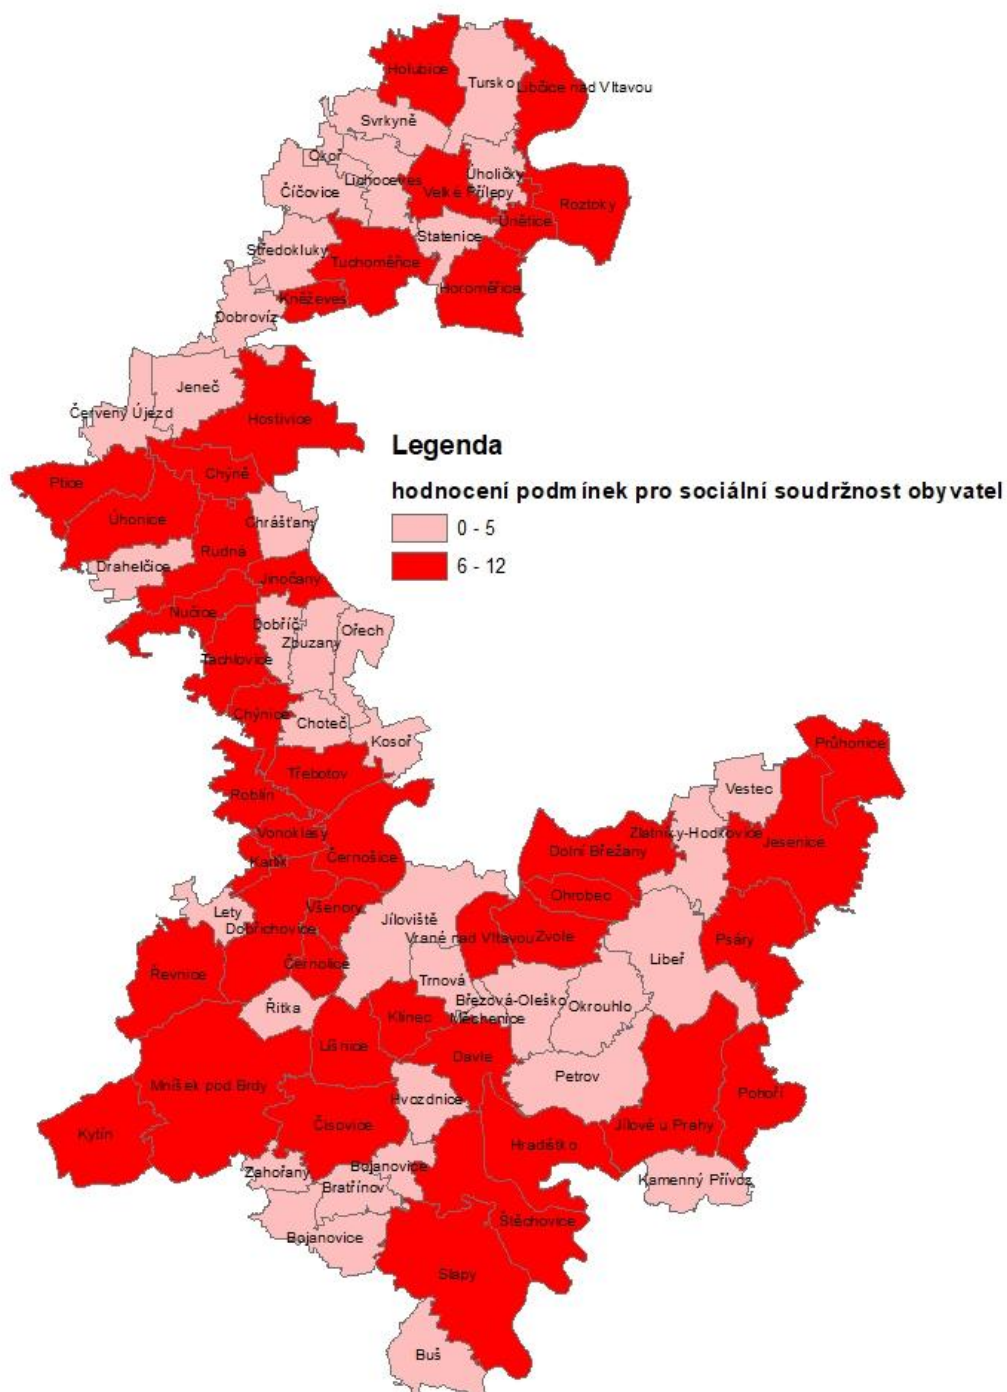 Holubice
Tursko
Libčice nad Vltavou
Svrkyně
Okoř
Lichoceves
Úholičky
Číčovice
Velké Přílepy
Roztoky
Únětice
Statenice
Středokluky
Tuchoměřice
Horoměřice
Kněževes
Dobrovíz
Jeneč
Červený Újezd
Hostivice
Legenda
hodnocení podmínek pro sociální soudržnost obyvatel
0 - 5
6 - 12
Chýně
Ptice
Úhonice
Chrášťany
Rudná
Drahelčice
Jinočany
Nučice
Dobříč
Ořech
Zbuzany
Tachlovice
Chýnice
Choteč
Kosoř
Průhonice
Třebotov
Vestec
Roblín
Vonoklasy
Zlatníky-Hodkovice
Jesenice
Dolní Břežany
Karlík
Černošice
Ohrobec
Všenory
Lety
Jíloviště
Dobřichovice
Vrané nad Vltavou
Zvole
Psáry
Libeř
Černolice
Řevnice
Trnová
Březová-Oleško
Okrouhlo
Řitka
Klínec
Měchenice
Líšnice
Davle
Petrov
Mníšek pod Brdy
Pohoří
Hvozdnice
Čisovice
Jílové u Prahy
Kytín
Hradištko
Bojanovice
Zahořany
Kamenný Přívoz
Bratřínov
Štěchovice
Bojanovice
Slapy
Buš